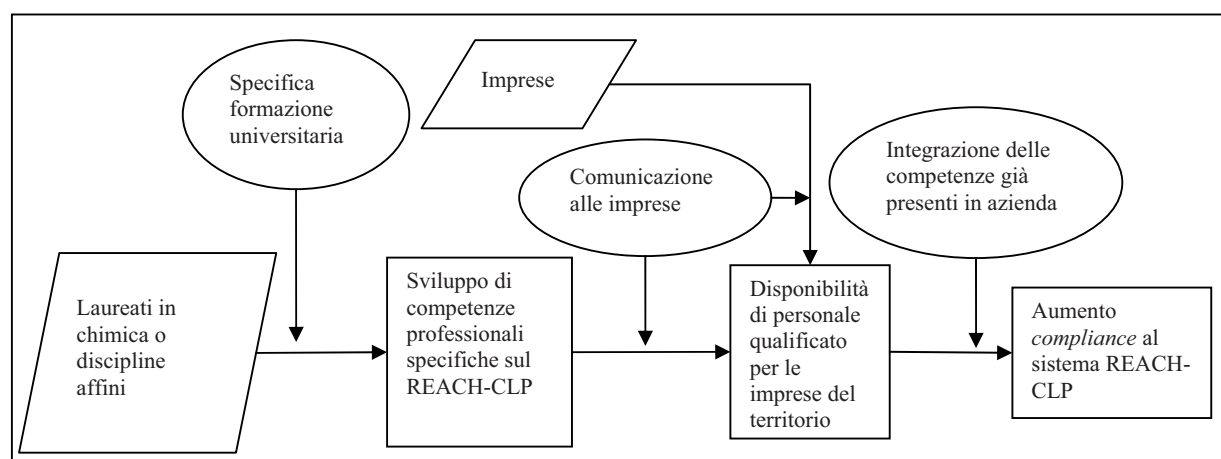 Specifica
formazione
universitaria
Imprese
Comunicazione
alle imprese
Integrazione delle
competenze già
presenti in azienda
Laureati in
chimica o
discipline
affini
Sviluppo di
competenze
professionali
specifiche sul
REACH-CLP
Disponibilità
di personale
qualificato
per le
imprese del
territorio
Aumento
compliance al
sistema REACH-
CLP